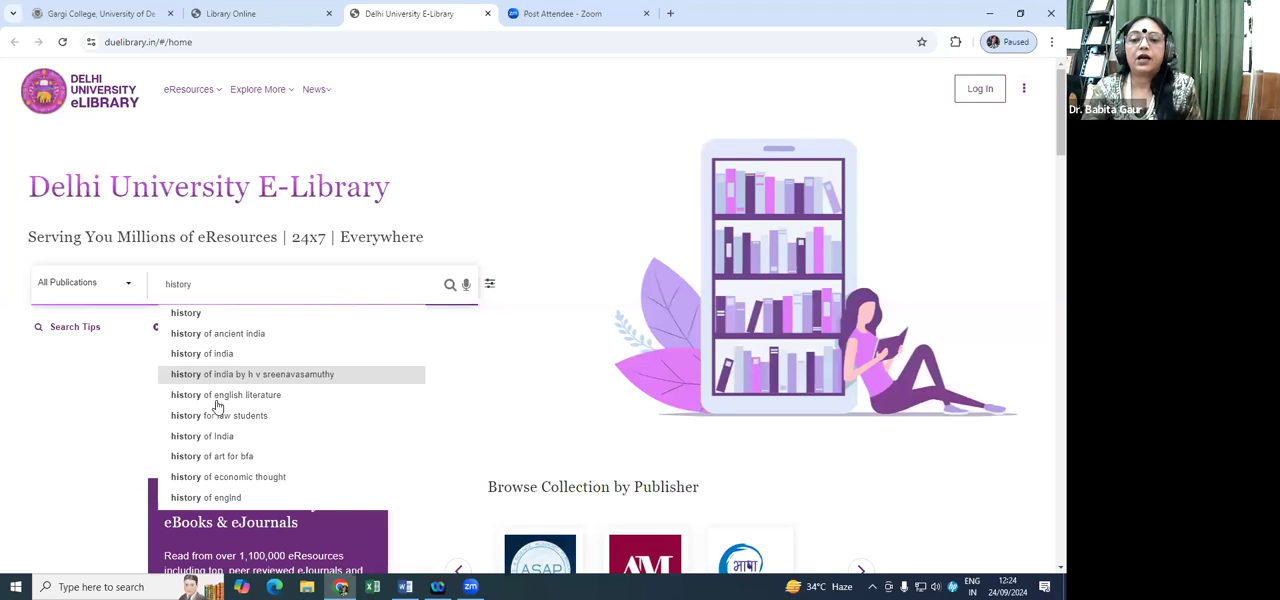 Gargi College, University of De
Library Online
Delhi University E-Library
Post Attendee - Zoom
duelibrary.in/#/home
Paused
DELHI
UNIVERSITY
eLIBRARY
eResources
Explore More
News
Log In
Dr. Babita Gaur
Delhi University E-Library
Serving You Millions of eResources | 24x7 | Everywhere
All Publications
history
Search Tips
history
history of ancient india
history of india
history of india by h v sreenavasamuthy
history of english literature
history for law students
history of India
history of art for bfa
history of economic thought
history of englnd
eBooks & eJournals
Read from over 1,100,000 eResources
including top, peer reviewed eJournals and
Browse Collection by Publisher
ASAP
AM
भाषा
Type here to search
34°C Haze
ENG
IN
12:24
24/09/2024